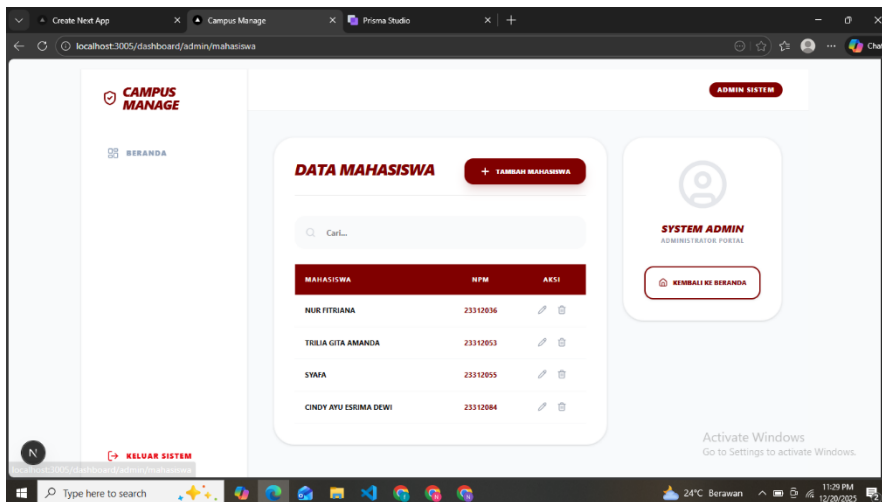 Create Next App
Campus Manage
Prisma Studio
localhost:3005/dashboard/admin/mahasiswa
Chat
CAMPUS
MANAGE
ADMIN SISTEM
BERANDA
DATA MAHASISWA
+ TAMBAH MAHASISWA
SYSTEM ADMIN
ADMINISTRATOR PORTAL
Cari...
KEMBALI KE BERANDA
MAHASISWA NPM AKSI
NUR FITRIANA 23312036
TRILIA GITA AMANDA 23312053
SYAFA 23312055
CINDY AYU ESRIMA DEWI 23312084
Activate Windows
Go to Settings to activate Windows.
N
KELUAR SISTEM
localhost:3005/dashboard/admin/mahasiswa
Type here to search
24°C Berawan
11:29 PM
12/20/2025